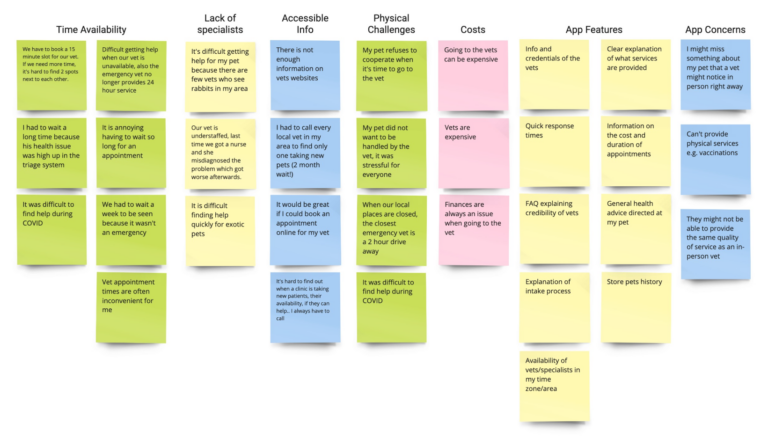 Time Availability
We have to book a 15
minute slot for our vet.
If we need more time,
it's hard to find 2 spots
next to each other.
Difficult getting help
when our vet is
unavailable, also the
emergency vet no
longer provides 24
hour service
I had to wait a
long time because
his health issue
was high up in the
triage system
It is annoying
having to wait so
long for an
appointment
It was difficult to
find help during
COVID
We had to wait a
week to be seen
because it wasn't
an emergency
Vet appointment
times are often
inconvenient for
me
Lack of
specialists
It's difficult getting
help for my pet
because there are
few vets who see
rabbits in my area
Our vet is
understaffed, last
time we got a nurse
and she
misdiagnosed the
problem which got
worse afterwards.
It is difficult
finding help
quickly for exotic
pets
Accessible
Info
There is not
enough
information on
vets websites
I had to call every
local vet in my
area to find only
one taking new
pets (2 month
wait!)
It would be great
if I could book an
appointment
online for my vet
It's hard to find out
when a clinic is taking
new patients, their
availability, if they can
help.. I always have to
call
Physical
Challenges
My pet refuses to
cooperate when
it's time to go to
the vet
My pet did not
want to be
handled by the
vet, it was
stressful for
everyone
When our local
places are closed,
the closest
emergency vet is
a 2 hour drive
away
It was difficult to
find help during
COVID
Costs
Going to the vets
can be expensive
Vets are
expensive
Finances are
always an issue
when going to the
vet
App Features
Info and
credentials of the
vets
Clear explanation
of what services
are provided
Quick response
times
Information on
the cost and
duration of
appointments
FAQ explaining
credibility of vets
General health
advice directed at
my pet
Explanation of
intake process
Store pets history
Availability of
vets/specialists in
my time
zone/area
App Concerns
I might miss
something about
my pet that a vet
might notice in
person right away
Can't provide
physical services
e.g. vaccinations
They might not be
able to provide
the same quality
of service as an in-
person vet